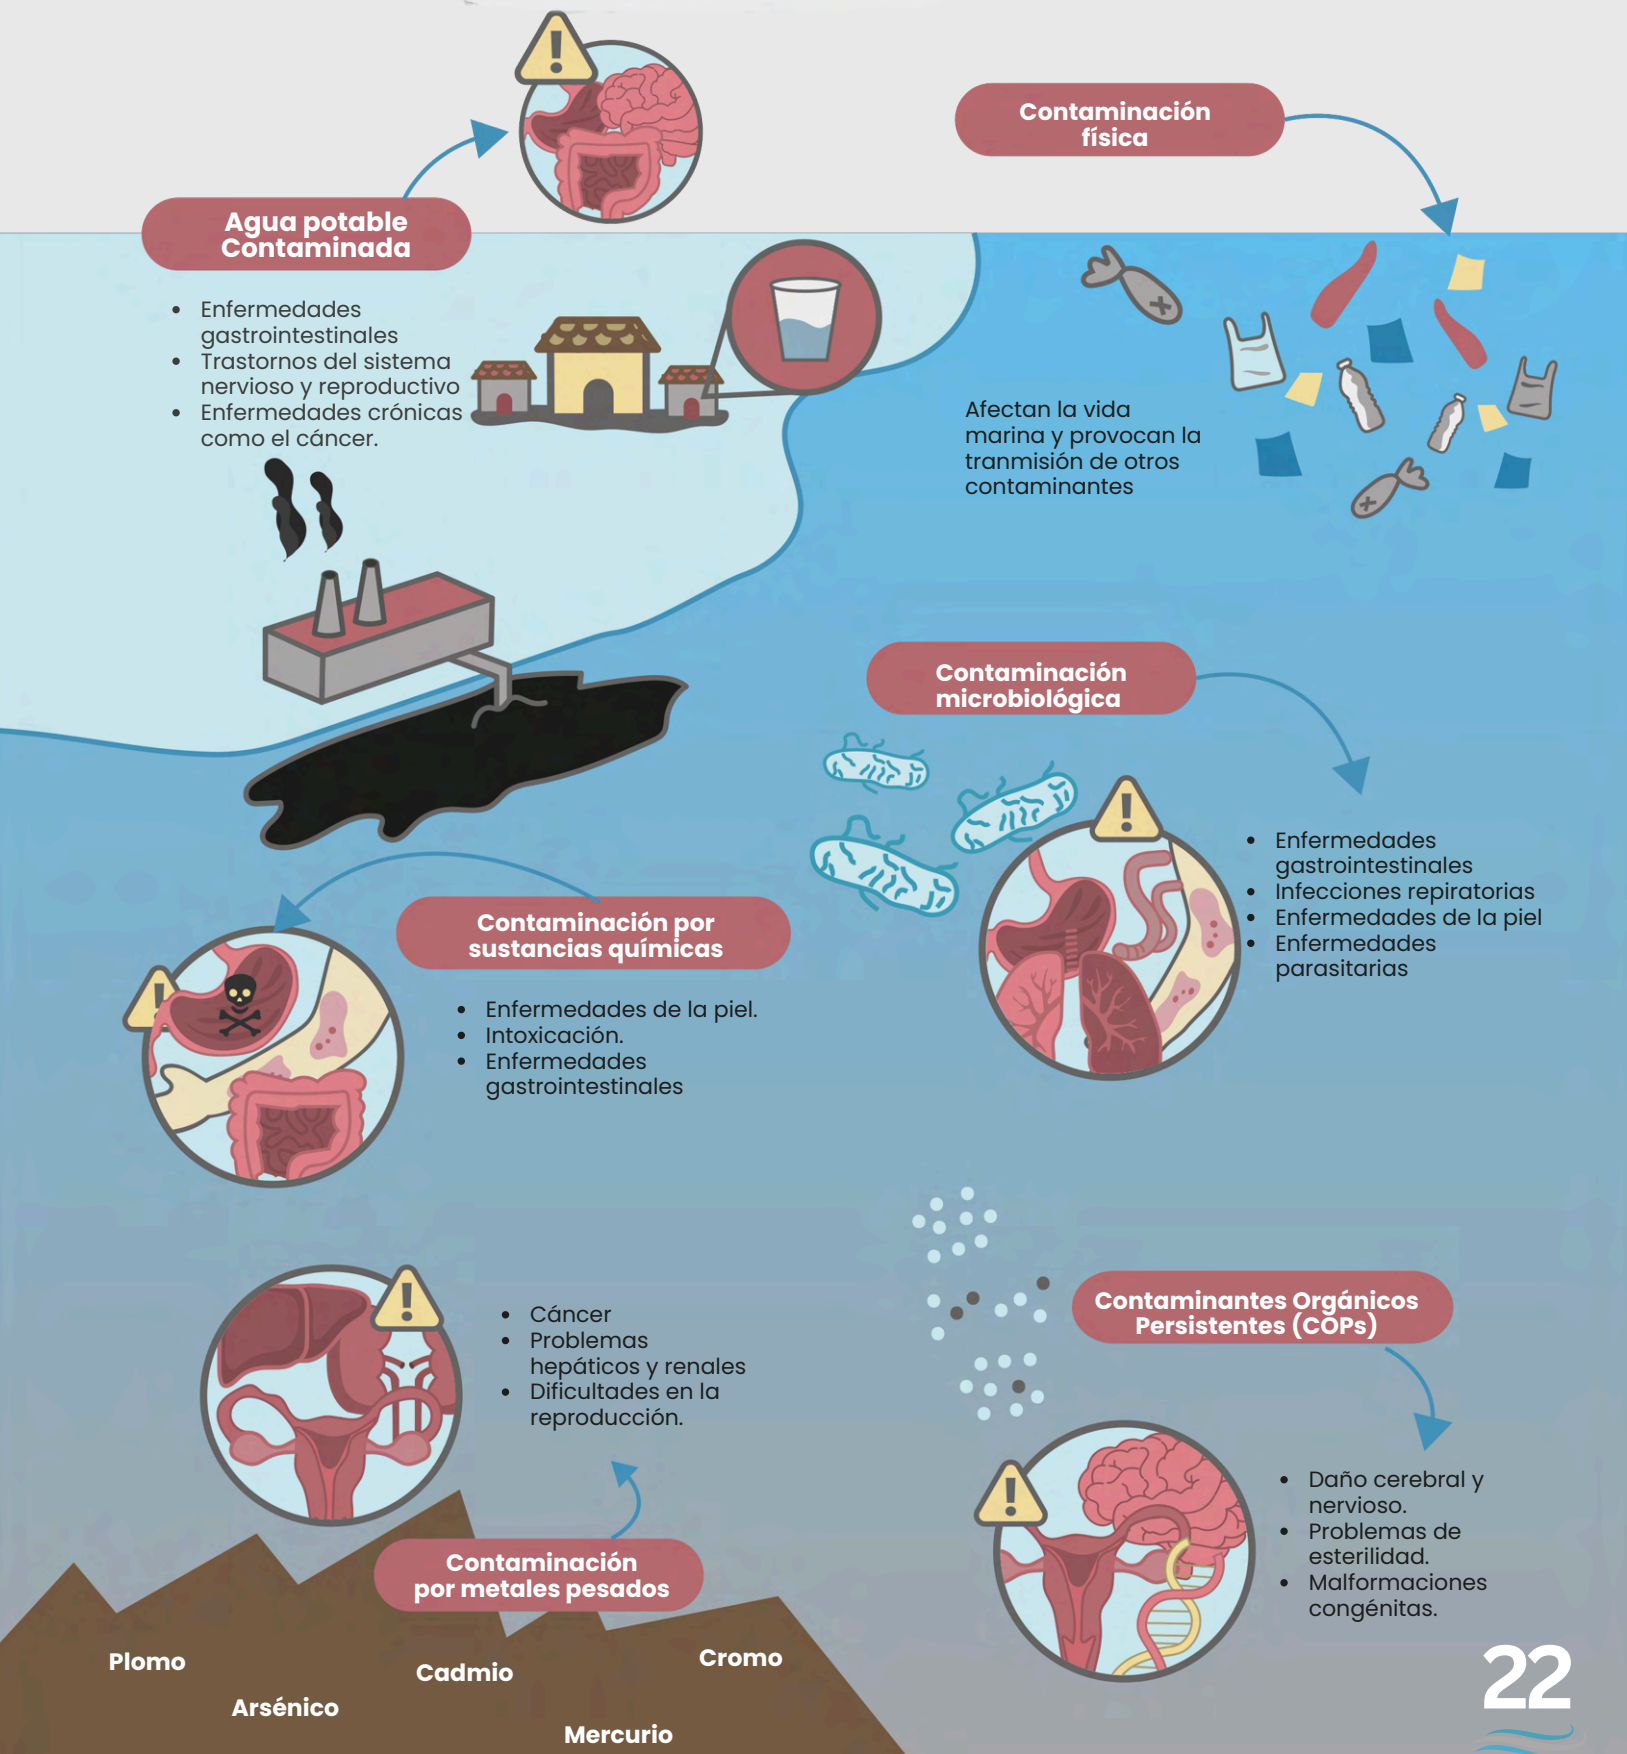 Contaminación
física
Agua potable
Contaminada
• Enfermedades
gastrointestinales
• Trastornos del sistema
nervioso y reproductivo
• Enfermedades crónicas
como el cáncer.
Afectan la vida
marina y provocan la
tranmisión de otros
contaminantes
Contaminación
microbiológica
• Enfermedades
gastrointestinales
• Infecciones repiratorias
• Enfermedades de la piel
• Enfermedades
parasitarias
Contaminación por
sustancias químicas
• Enfermedades de la piel.
• Intoxicación.
• Enfermedades
gastrointestinales
Contaminantes Orgánicos
Persistentes (COPs)
• Cáncer
• Problemas
hepáticos y renales
• Dificultades en la
reproducción.
• Daño cerebral y
nervioso.
• Problemas de
esterilidad.
• Malformaciones
congénitas.
Contaminación
por metales pesados
Plomo
Arsénico
Cadmio
Mercurio
Cromo
22